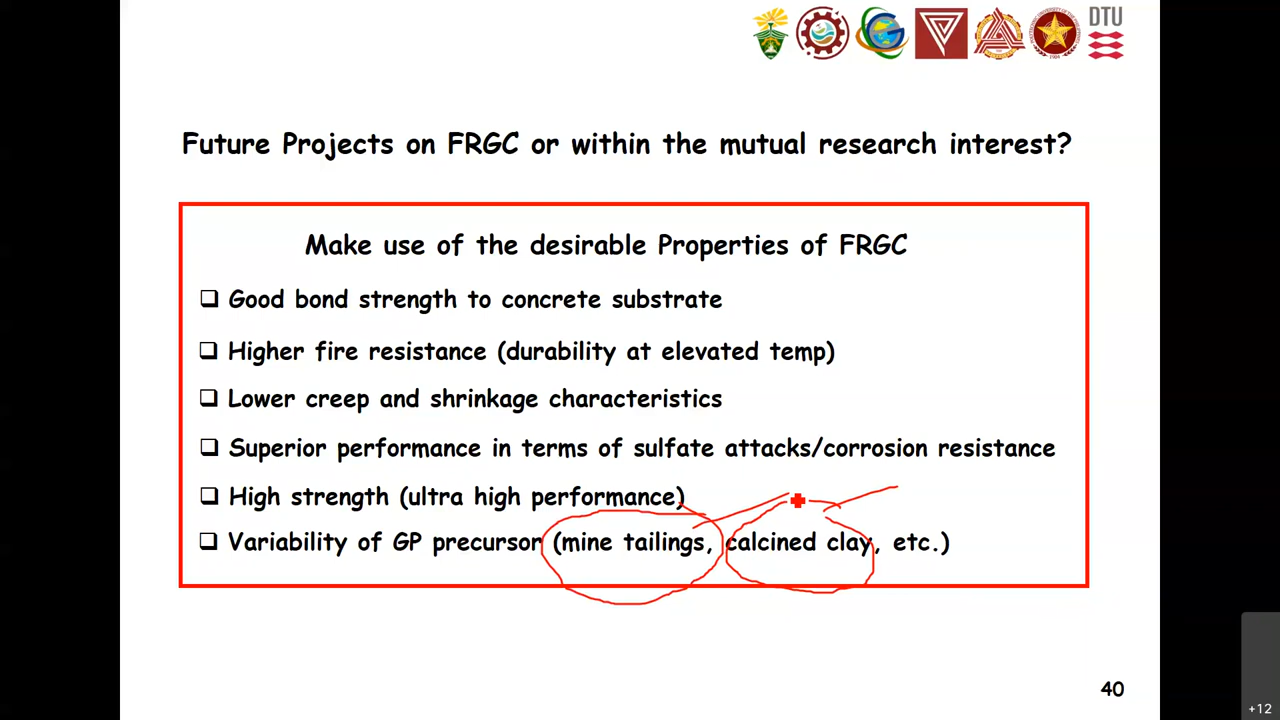 DTU
Future Projects on FRGC or within the mutual research interest?
Make use of the desirable Properties of FRGC
❑ Good bond strength to concrete substrate
❑ Higher fire resistance (durability at elevated temp)
❑ Lower creep and shrinkage characteristics
❑ Superior performance in terms of sulfate attacks/corrosion resistance
❑ High strength (ultra high performance)
❑ Variability of GP precursor (mine tailings, calcined clay, etc.)
40
+12